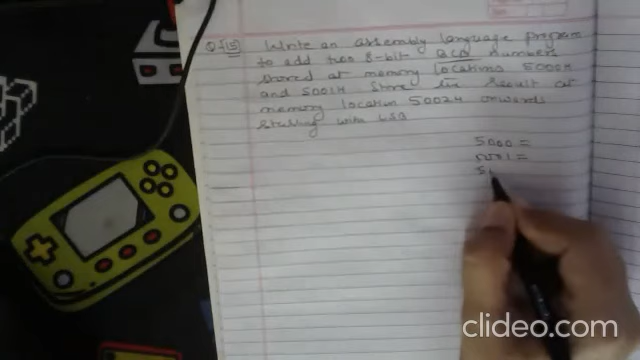 Q.15) Write an assembly language program
to add two 8-bit BCD numbers
stored at memory locations 5000H
and 5001H Store the result at
memory location 5002H onwards
starting with LSB
5000 =
5001 =
5
clideo.com